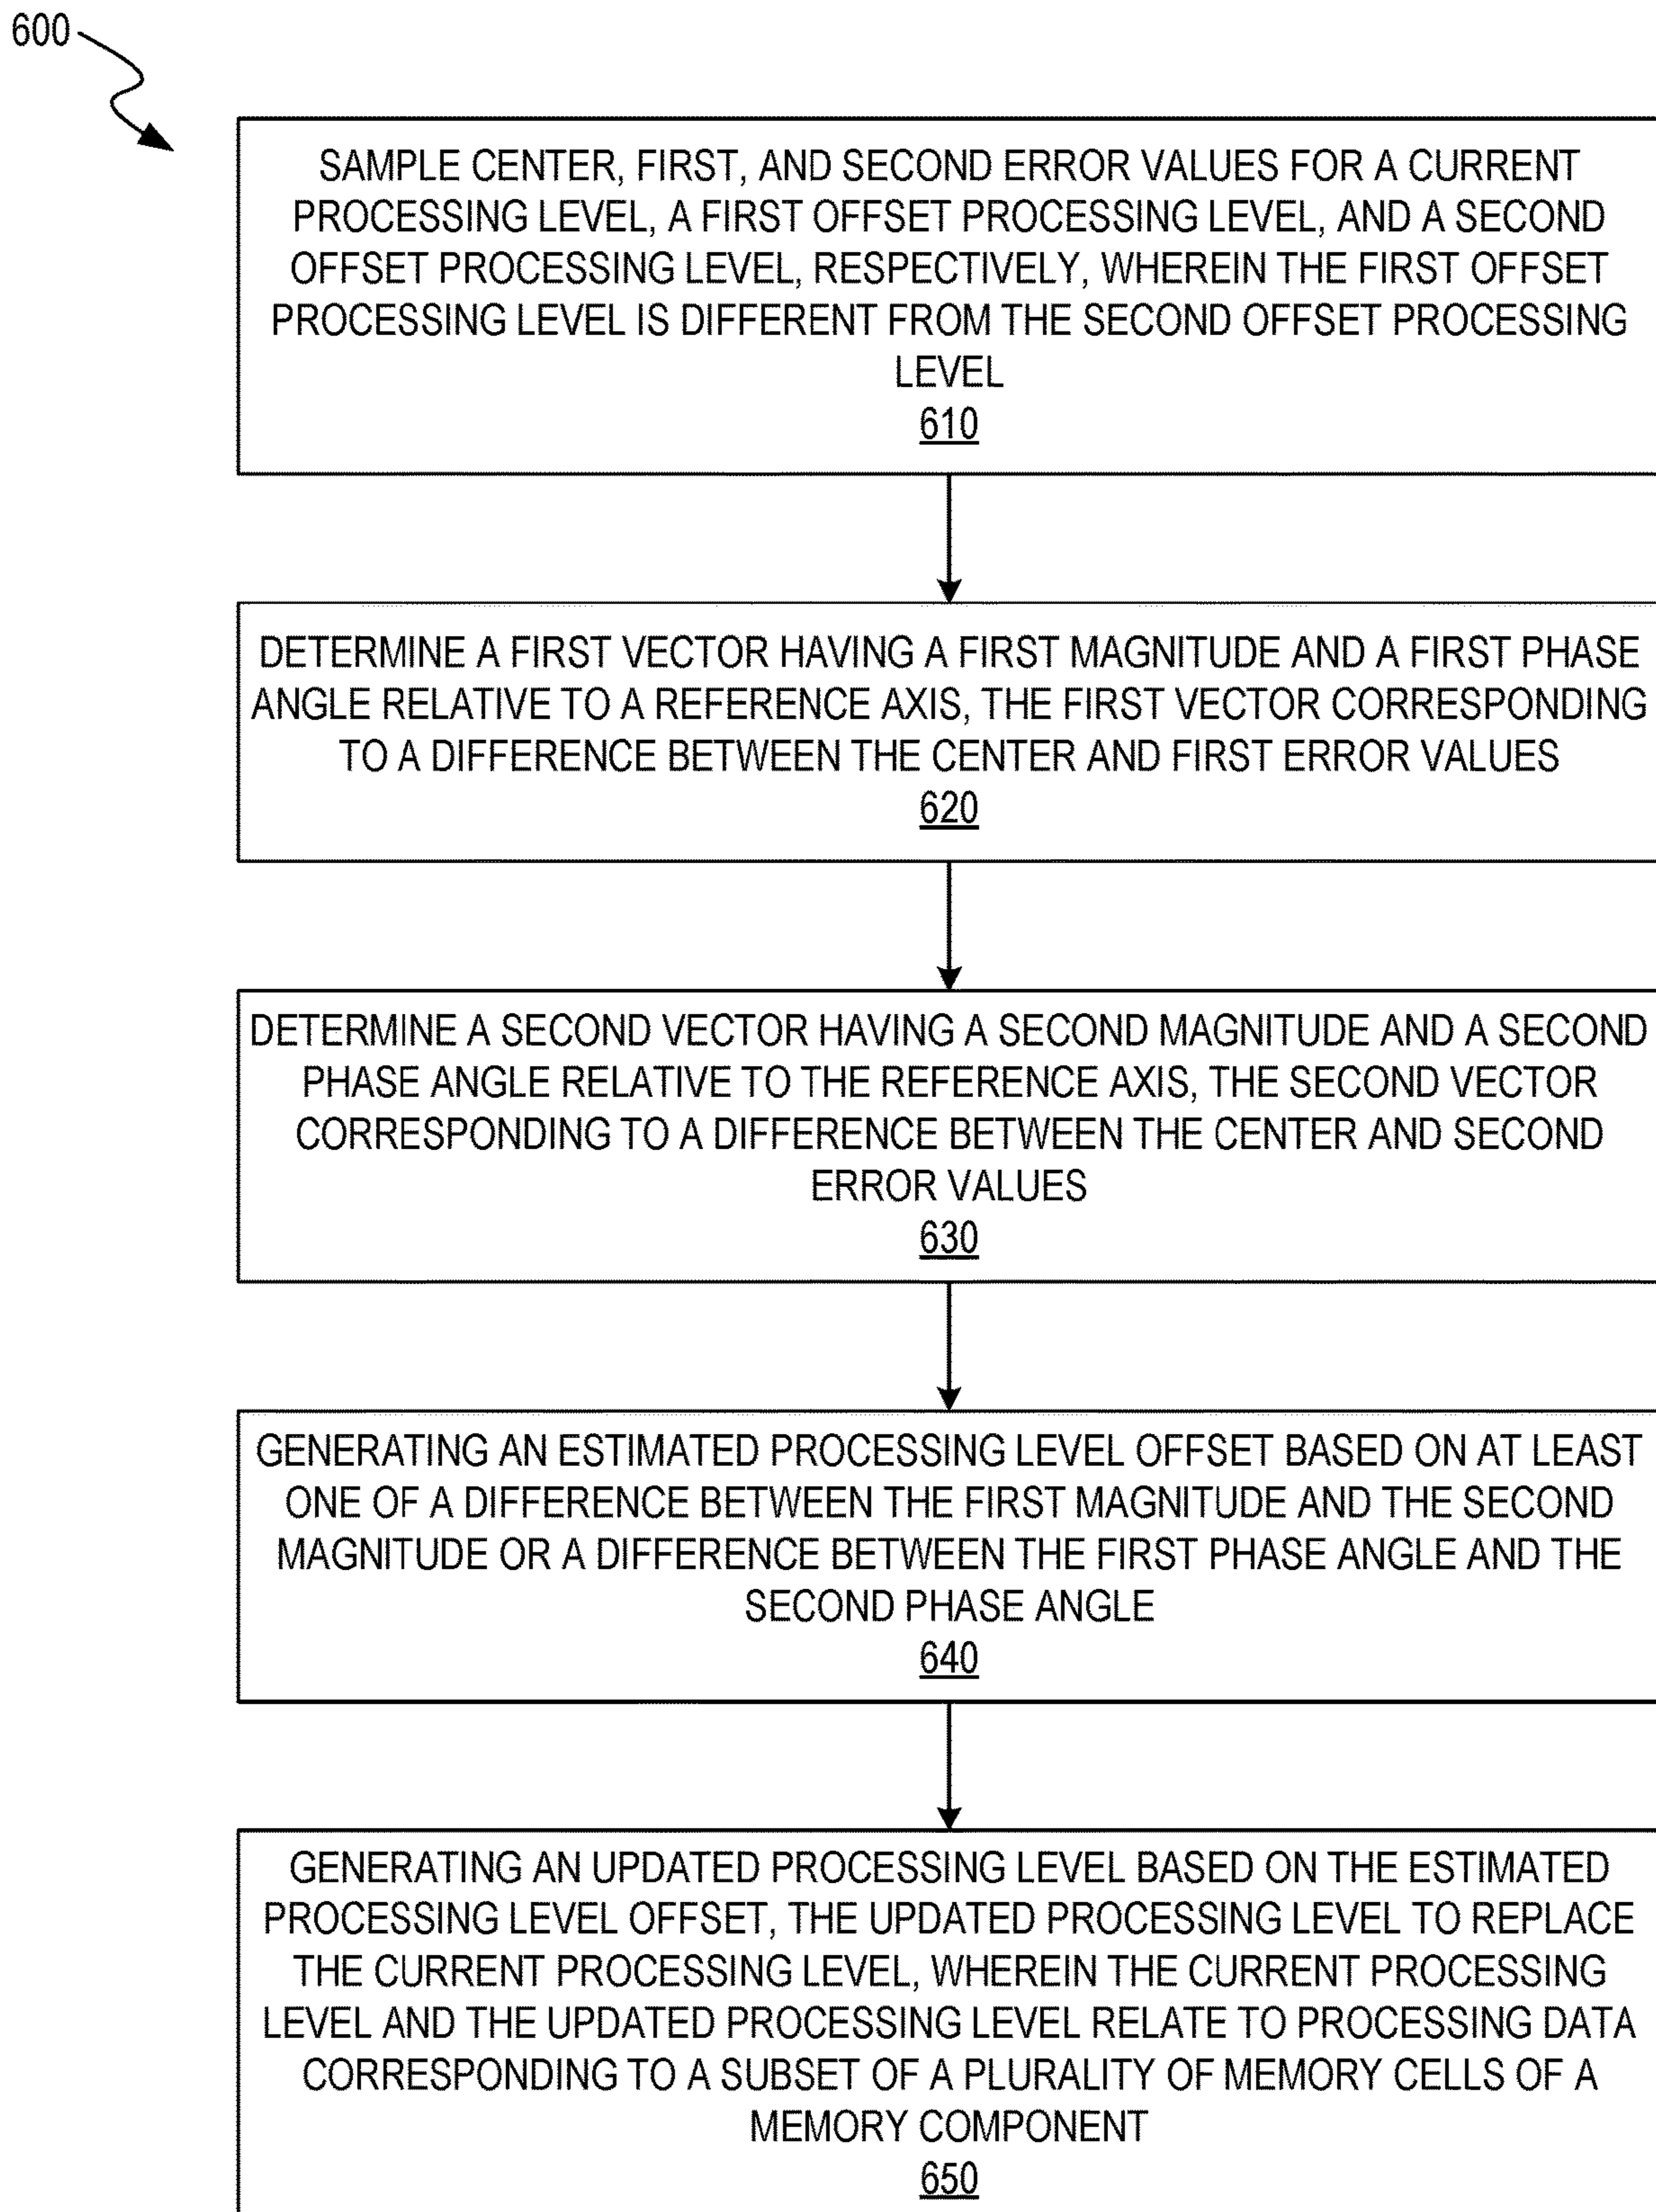 600
SAMPLE CENTER, FIRST, AND SECOND ERROR VALUES FOR A CURRENT
PROCESSING LEVEL, A FIRST OFFSET PROCESSING LEVEL, AND A SECOND
OFFSET PROCESSING LEVEL, RESPECTIVELY, WHEREIN THE FIRST OFFSET
PROCESSING LEVEL IS DIFFERENT FROM THE SECOND OFFSET PROCESSING
LEVEL
610
DETERMINE A FIRST VECTOR HAVING A FIRST MAGNITUDE AND A FIRST PHASE
ANGLE RELATIVE TO A REFERENCE AXIS, THE FIRST VECTOR CORRESPONDING
TO A DIFFERENCE BETWEEN THE CENTER AND FIRST ERROR VALUES
620
DETERMINE A SECOND VECTOR HAVING A SECOND MAGNITUDE AND A SECOND
PHASE ANGLE RELATIVE TO THE REFERENCE AXIS, THE SECOND VECTOR
CORRESPONDING TO A DIFFERENCE BETWEEN THE CENTER AND SECOND
ERROR VALUES
630
GENERATING AN ESTIMATED PROCESSING LEVEL OFFSET BASED ON AT LEAST
ONE OF A DIFFERENCE BETWEEN THE FIRST MAGNITUDE AND THE SECOND
MAGNITUDE OR A DIFFERENCE BETWEEN THE FIRST PHASE ANGLE AND THE
SECOND PHASE ANGLE
640
GENERATING AN UPDATED PROCESSING LEVEL BASED ON THE ESTIMATED
PROCESSING LEVEL OFFSET, THE UPDATED PROCESSING LEVEL TO REPLACE
THE CURRENT PROCESSING LEVEL, WHEREIN THE CURRENT PROCESSING
LEVEL AND THE UPDATED PROCESSING LEVEL RELATE TO PROCESSING DATA
CORRESPONDING TO A SUBSET OF A PLURALITY OF MEMORY CELLS OF A
MEMORY COMPONENT
650